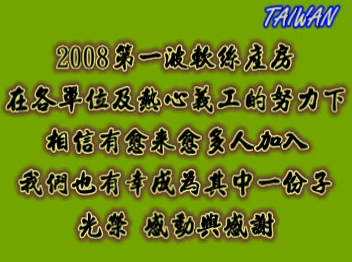 TAIWAN
2008第一波軟絲產房
在各單位及熱心義工的努力下
相信有愈來愈多人加入
我們也有幸成為其中一份子
光榮 感動與感謝